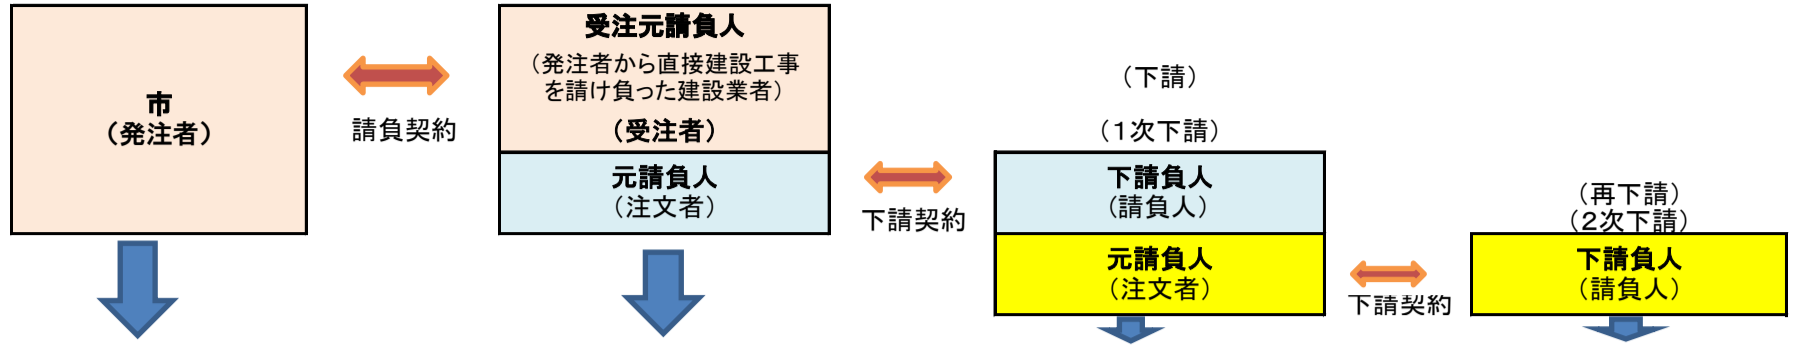 市
（発注者）
請負契約
受注元請負人
（発注者から直接建設工事
を請け負った建設業者）
（受注者）
元請負人
（注文者）
下請契約
（下請）
（１次下請）
下請負人
（請負人）
元請負人
（注文者）
下請契約
（再下請）
（２次下請）
下請負人
（請負人）